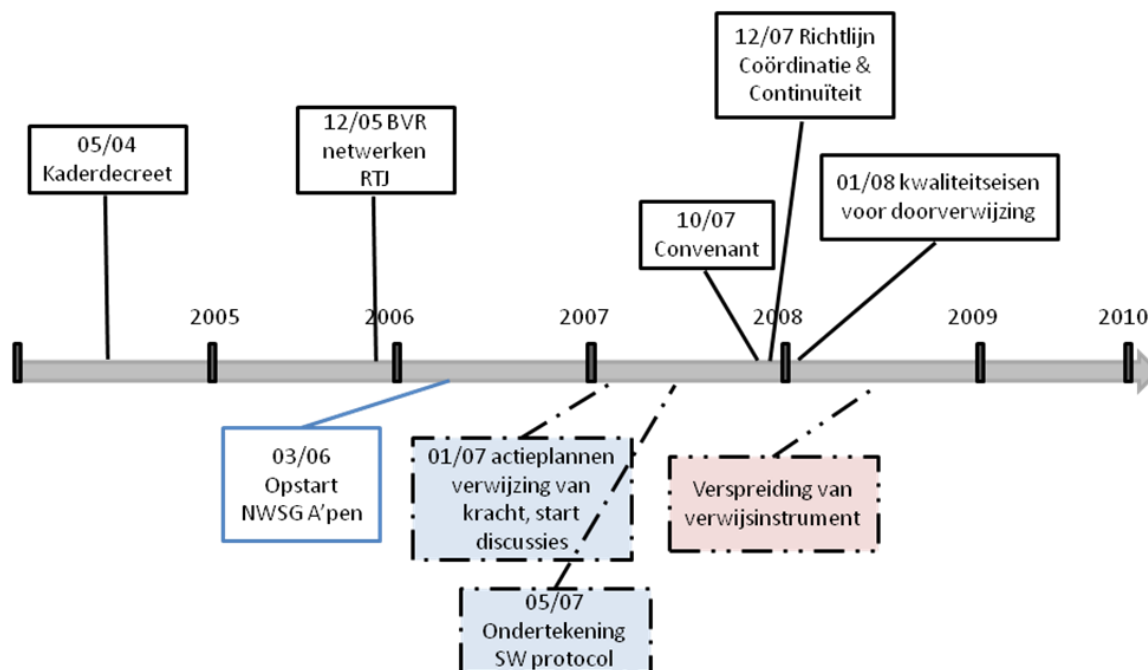 12/07 Richtlijn
Coördinatie &
Continuïteit
12/05 BVR
netwerken
RTJ
05/04
Kaderdecreet
01/08 kwaliteitseisen
voor doorverwijzing
10/07
Convenant
2005
2006
2007
2008
2009
2010
03/06
Opstart
NWSG A'pen
01/07 actieplannen
verwijzing van
kracht, start
discussies
Verspreiding van
verwijsinstrument
05/07
Ondertekening
SW protocol